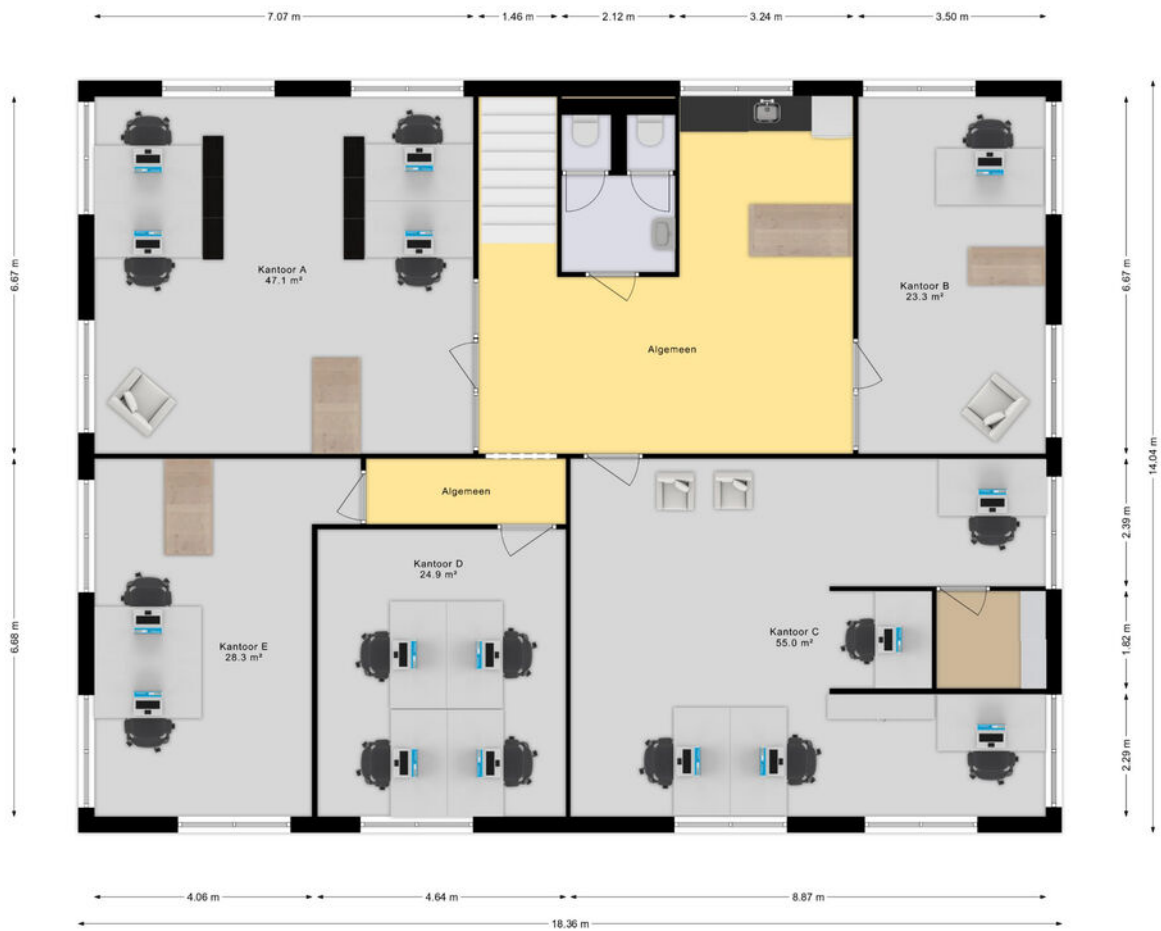 7.07 m
1.46 m
2.12 m
3.24 m
3.50 m
6.67 m
6.67 m
Kantoor A
47.1 m²
Kantoor B
23.3 m²
Algemeen
14.04 m
Algemeen
2.39 m
Kantoor D
24.9 m²
6.68 m
Kantoor E
28.3 m²
Kantoor C
55.0 m²
1.82 m
2.29 m
4.06 m
4.64 m
8.87 m
18.36 m